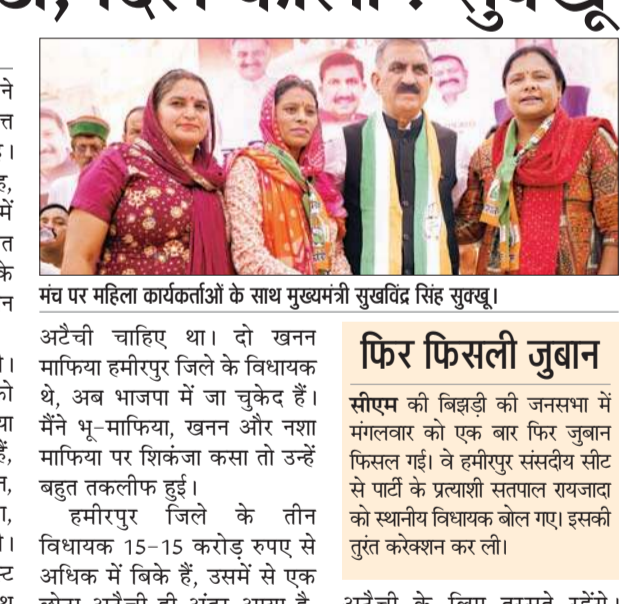 सुक्खू
ने
त्त
में
त
के
न
मंच पर महिला कार्यकर्ताओं के साथ मुख्यमंत्री सुखविंद्र सिंह सुक्खू।
अटैची चाहिए था। दो खनन
माफिया हमीरपुर जिले के विधायक
थे, अब भाजपा में जा चुकेद हैं।
मैंने भू-माफिया, खनन और नशा
माफिया पर शिकंजा कसा तो उन्हें
बहुत तकलीफ हुई।
हमीरपुर जिले के तीन
विधायक 15-15 करोड़ रुपए से
अधिक में बिके हैं, उसमें से एक
फिर फिसली जुबान
सीएम की बिझड़ी की जनसभा में
मंगलवार को एक बार फिर जुबान
फिसल गई। वे हमीरपुर संसदीय सीट
से पार्टी के प्रत्याशी सतपाल रायजादा
को स्थानीय विधायक बोल गए। इसकी
तुरंत करेक्शन कर ली।